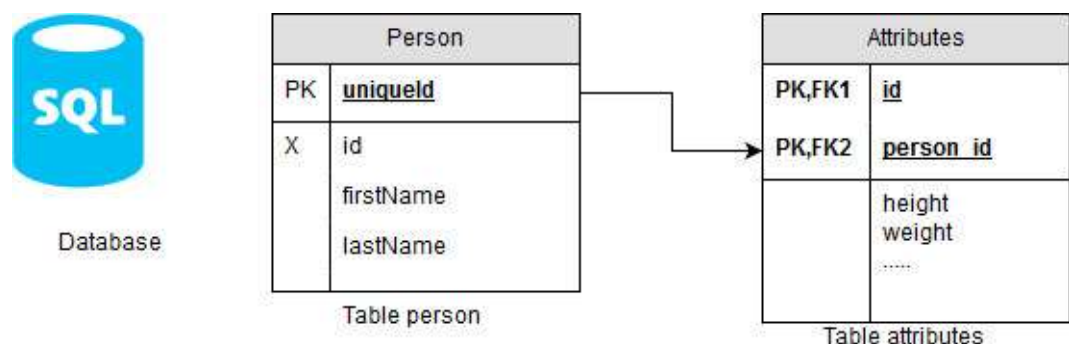 SQL
Database
Person
PK uniqueId
X id
firstName
lastName
Table person
Attributes
PK,FK1 id
PK,FK2 person_id
height
weight
.....
Table attributes